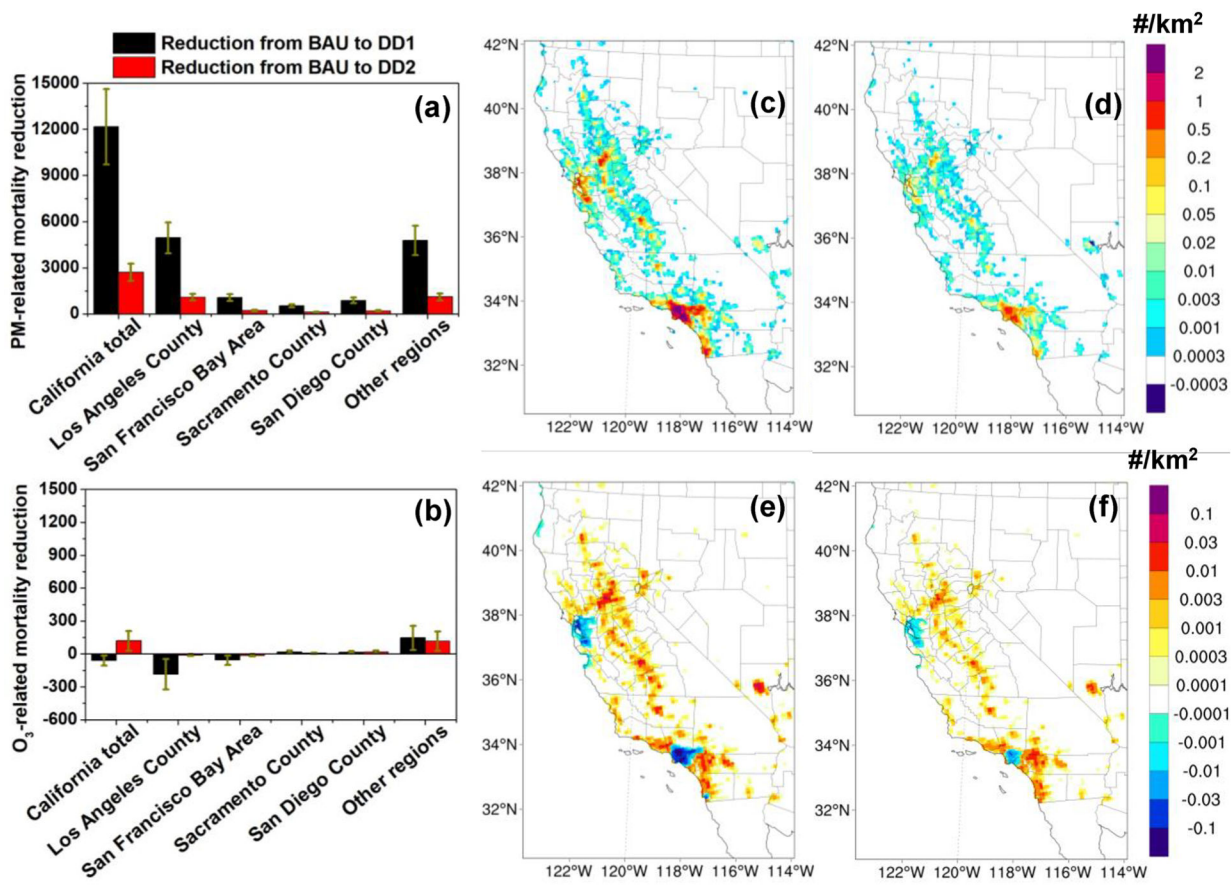 Reduction from BAU to DD1
Reduction from BAU to DD2
(a)
PM-related mortality reduction
15000
12000
9000
6000
3000
0
California total
Los Angeles County
San Francisco Bay Area
Sacramento County
San Diego County
Other regions
(c)
42°N
40°N
38°N
36°N
34°N
32°N
122°W 120°W 118°W 116°W 114°W
(d)
42°N
40°N
38°N
36°N
34°N
32°N
122°W 120°W 118°W 116°W 114°W
#/km²
2
1
0.5
0.2
0.1
0.05
0.02
0.01
0.003
0.001
0.0003
-0.0003
(b)
O₃-related mortality reduction
1500
1200
900
600
300
0
-300
-600
California total
Los Angeles County
San Francisco Bay Area
Sacramento County
San Diego County
Other regions
(e)
42°N
40°N
38°N
36°N
34°N
32°N
122°W 120°W 118°W 116°W 114°W
(f)
42°N
40°N
38°N
36°N
34°N
32°N
122°W 120°W 118°W 116°W 114°W
#/km²
0.1
0.03
0.01
0.003
0.001
0.0003
0.0001
-0.0001
-0.001
-0.01
-0.03
-0.1